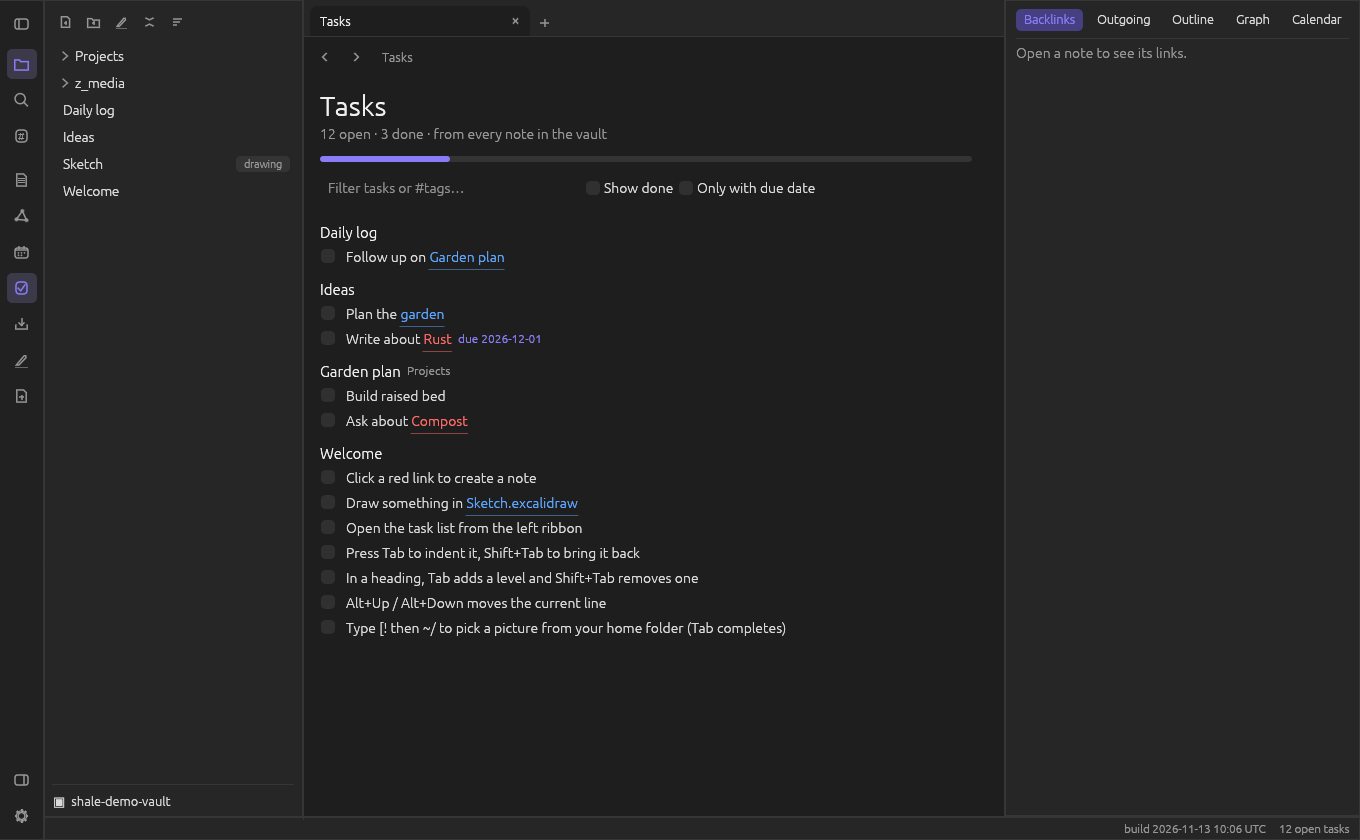 Projects
z_media
Daily log
Ideas
Sketch drawing
Welcome
shale-demo-vault
Tasks × +
Tasks
Tasks
12 open · 3 done · from every note in the vault
Filter tasks or #tags… Show done Only with due date
Daily log
Follow up on Garden plan
Ideas
Plan the garden
Write about Rust due 2026-12-01
Garden plan Projects
Build raised bed
Ask about Compost
Welcome
Click a red link to create a note
Draw something in Sketch.excalidraw
Open the task list from the left ribbon
Press Tab to indent it, Shift+Tab to bring it back
In a heading, Tab adds a level and Shift+Tab removes one
Alt+Up / Alt+Down moves the current line
Type [! then ~/ to pick a picture from your home folder (Tab completes)
Backlinks Outgoing Outline Graph Calendar
Open a note to see its links.
build 2026-11-13 10:06 UTC 12 open tasks